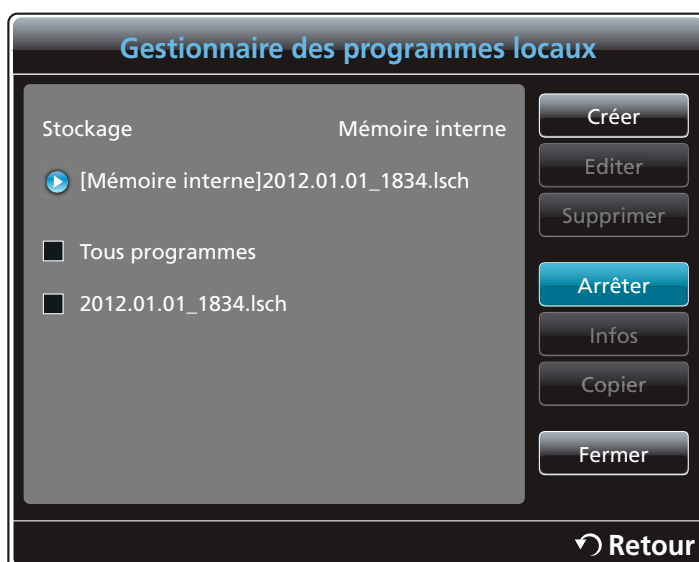 Gestionnaire des programmes locaux
Stockage Mémoire interne
[Mémoire interne]2012.01.01_1834.lsch
Tous programmes
2012.01.01_1834.lsch
Créer
Editer
Supprimer
Arrêter
Infos
Copier
Fermer
Retour